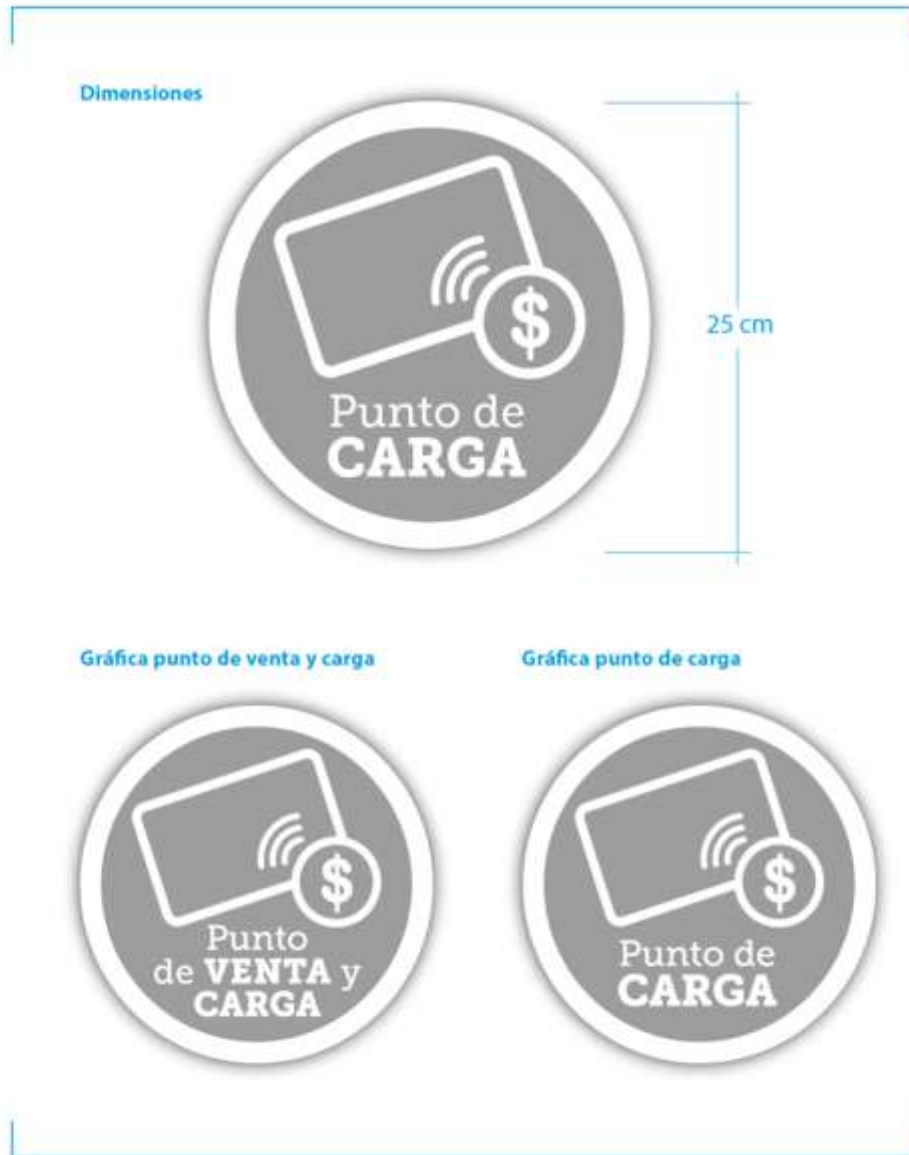 Dimensiones
$
Punto de
CARGA
25 cm
Gráfica punto de venta y carga
Gráfica punto de carga
$
Punto
de VENTA y
CARGA
$
Punto de
CARGA